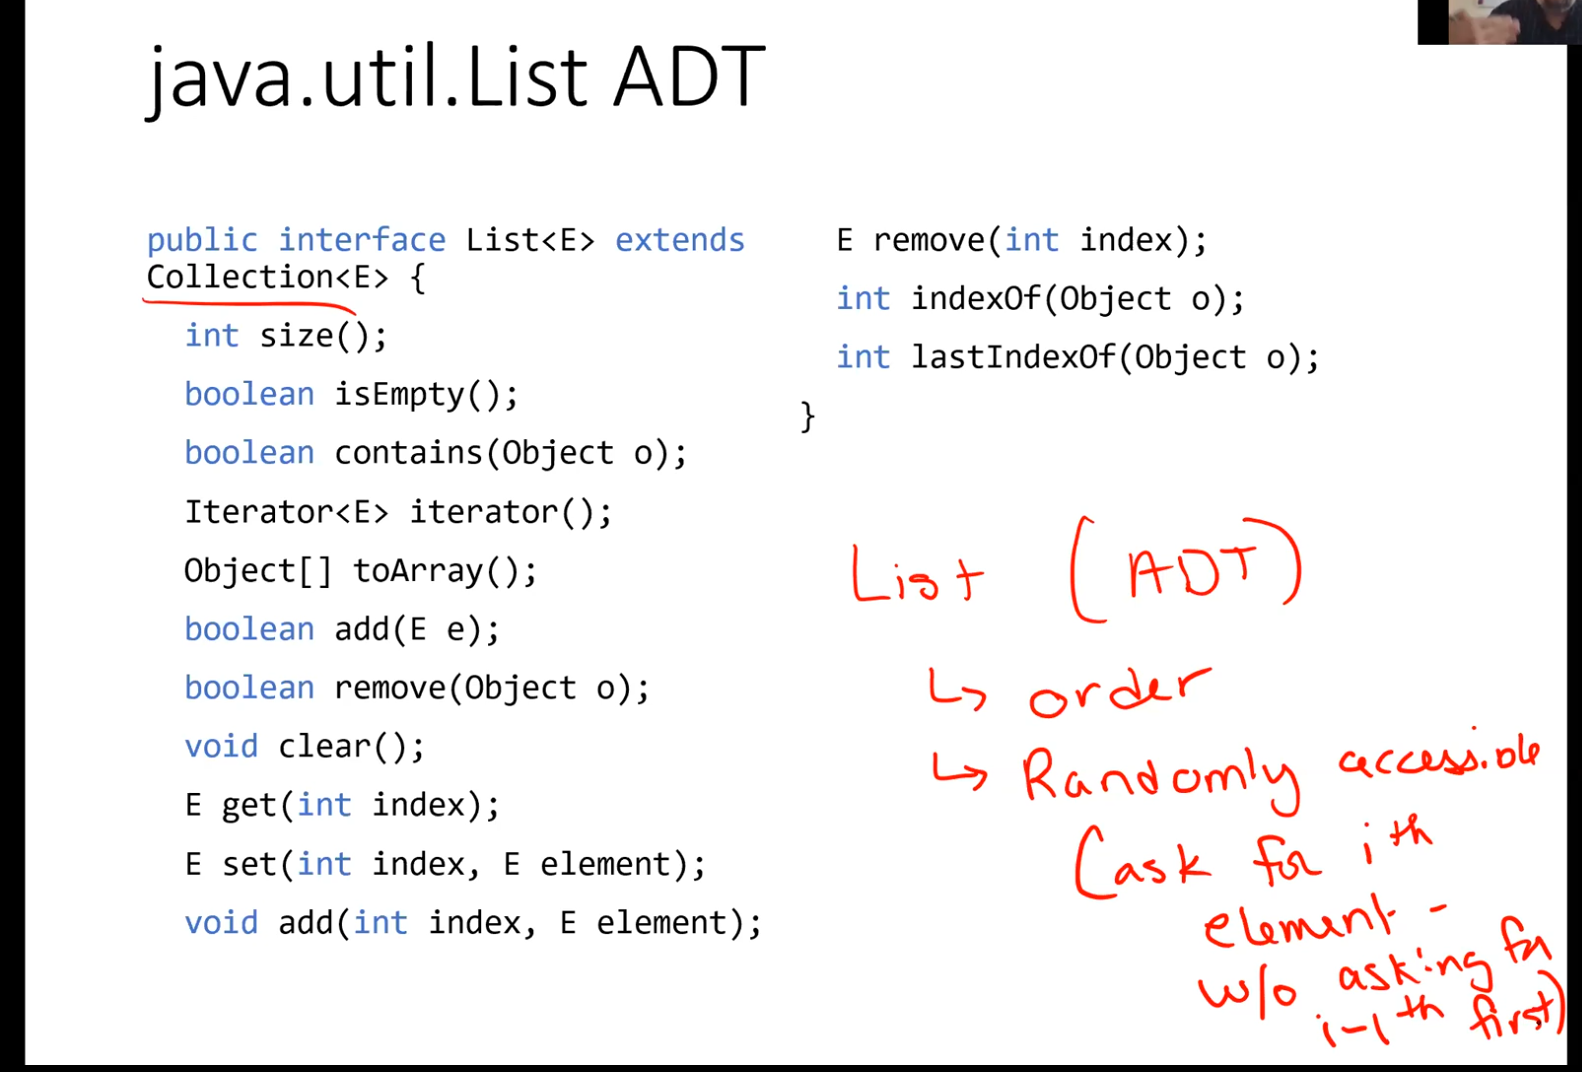 java.util.List ADT
public interface List<E> extends
Collection<E> {
int size();
boolean isEmpty();
boolean contains(Object o);
Iterator<E> iterator();
Object[] toArray();
boolean add(E e);
boolean remove(Object o);
void clear();
E get(int index);
E set(int index, E element);
void add(int index, E element);
E remove(int index);
int indexOf(Object o);
int lastIndexOf(Object o);
}
List (ADT)
↳ order
↳ Randomly accessible
(ask for ith
element -
w/o asking for
i-1th first)